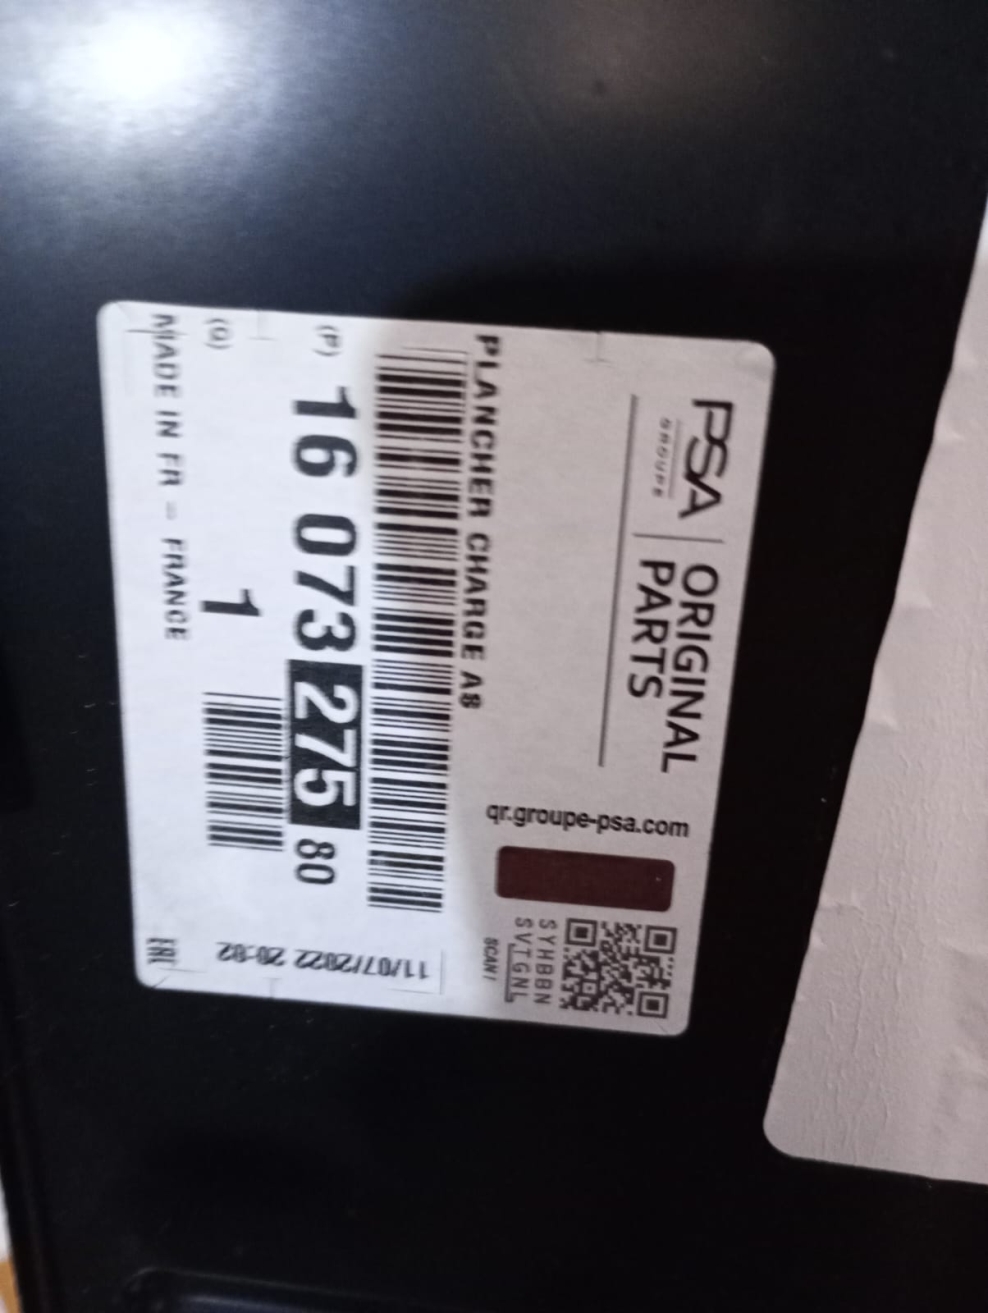 PSA
GROUPE
ORIGINAL
PARTS
qr.groupe-psa.com
SYHBBN
SVTGNL
SCAN !
PLANCHER CHARGE A8
(P) 16 073 275 80
(Q) 1
11/07/2022 20:02
MADE IN FR - FRANCE
EAC